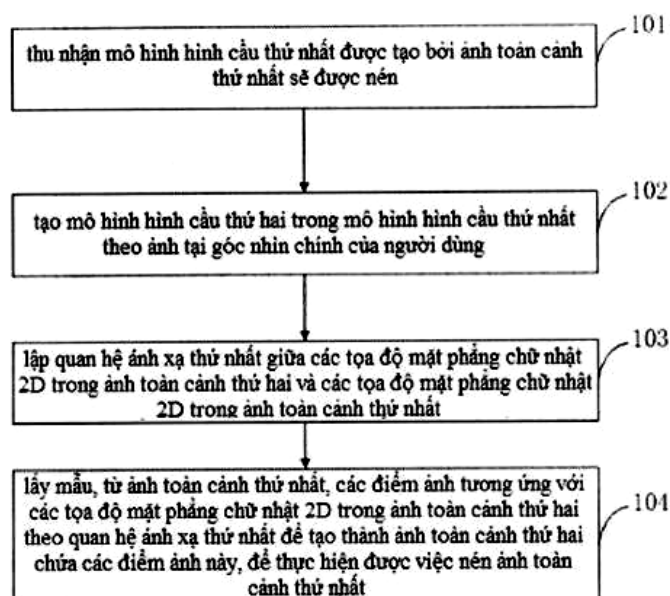 101
thu nhận mô hình hình cầu thứ nhất được tạo bởi ảnh toàn cảnh
thứ nhất sẽ được nén
102
tạo mô hình hình cầu thứ hai trong mô hình hình cầu thứ nhất
theo ảnh tại góc nhìn chính của người dùng
103
lập quan hệ ánh xạ thứ nhất giữa các tọa độ mặt phẳng chữ nhật
2D trong ảnh toàn cảnh thứ hai và các tọa độ mặt phẳng chữ nhật
2D trong ảnh toàn cảnh thứ nhất
104
lấy mẫu, từ ảnh toàn cảnh thứ nhất, các điểm ảnh tương ứng với
các tọa độ mặt phẳng chữ nhật 2D trong ảnh toàn cảnh thứ hai
theo quan hệ ánh xạ thứ nhất để tạo thành ảnh toàn cảnh thứ hai
chứa các điểm ảnh này, để thực hiện được việc nén ảnh toàn
cảnh thứ nhất